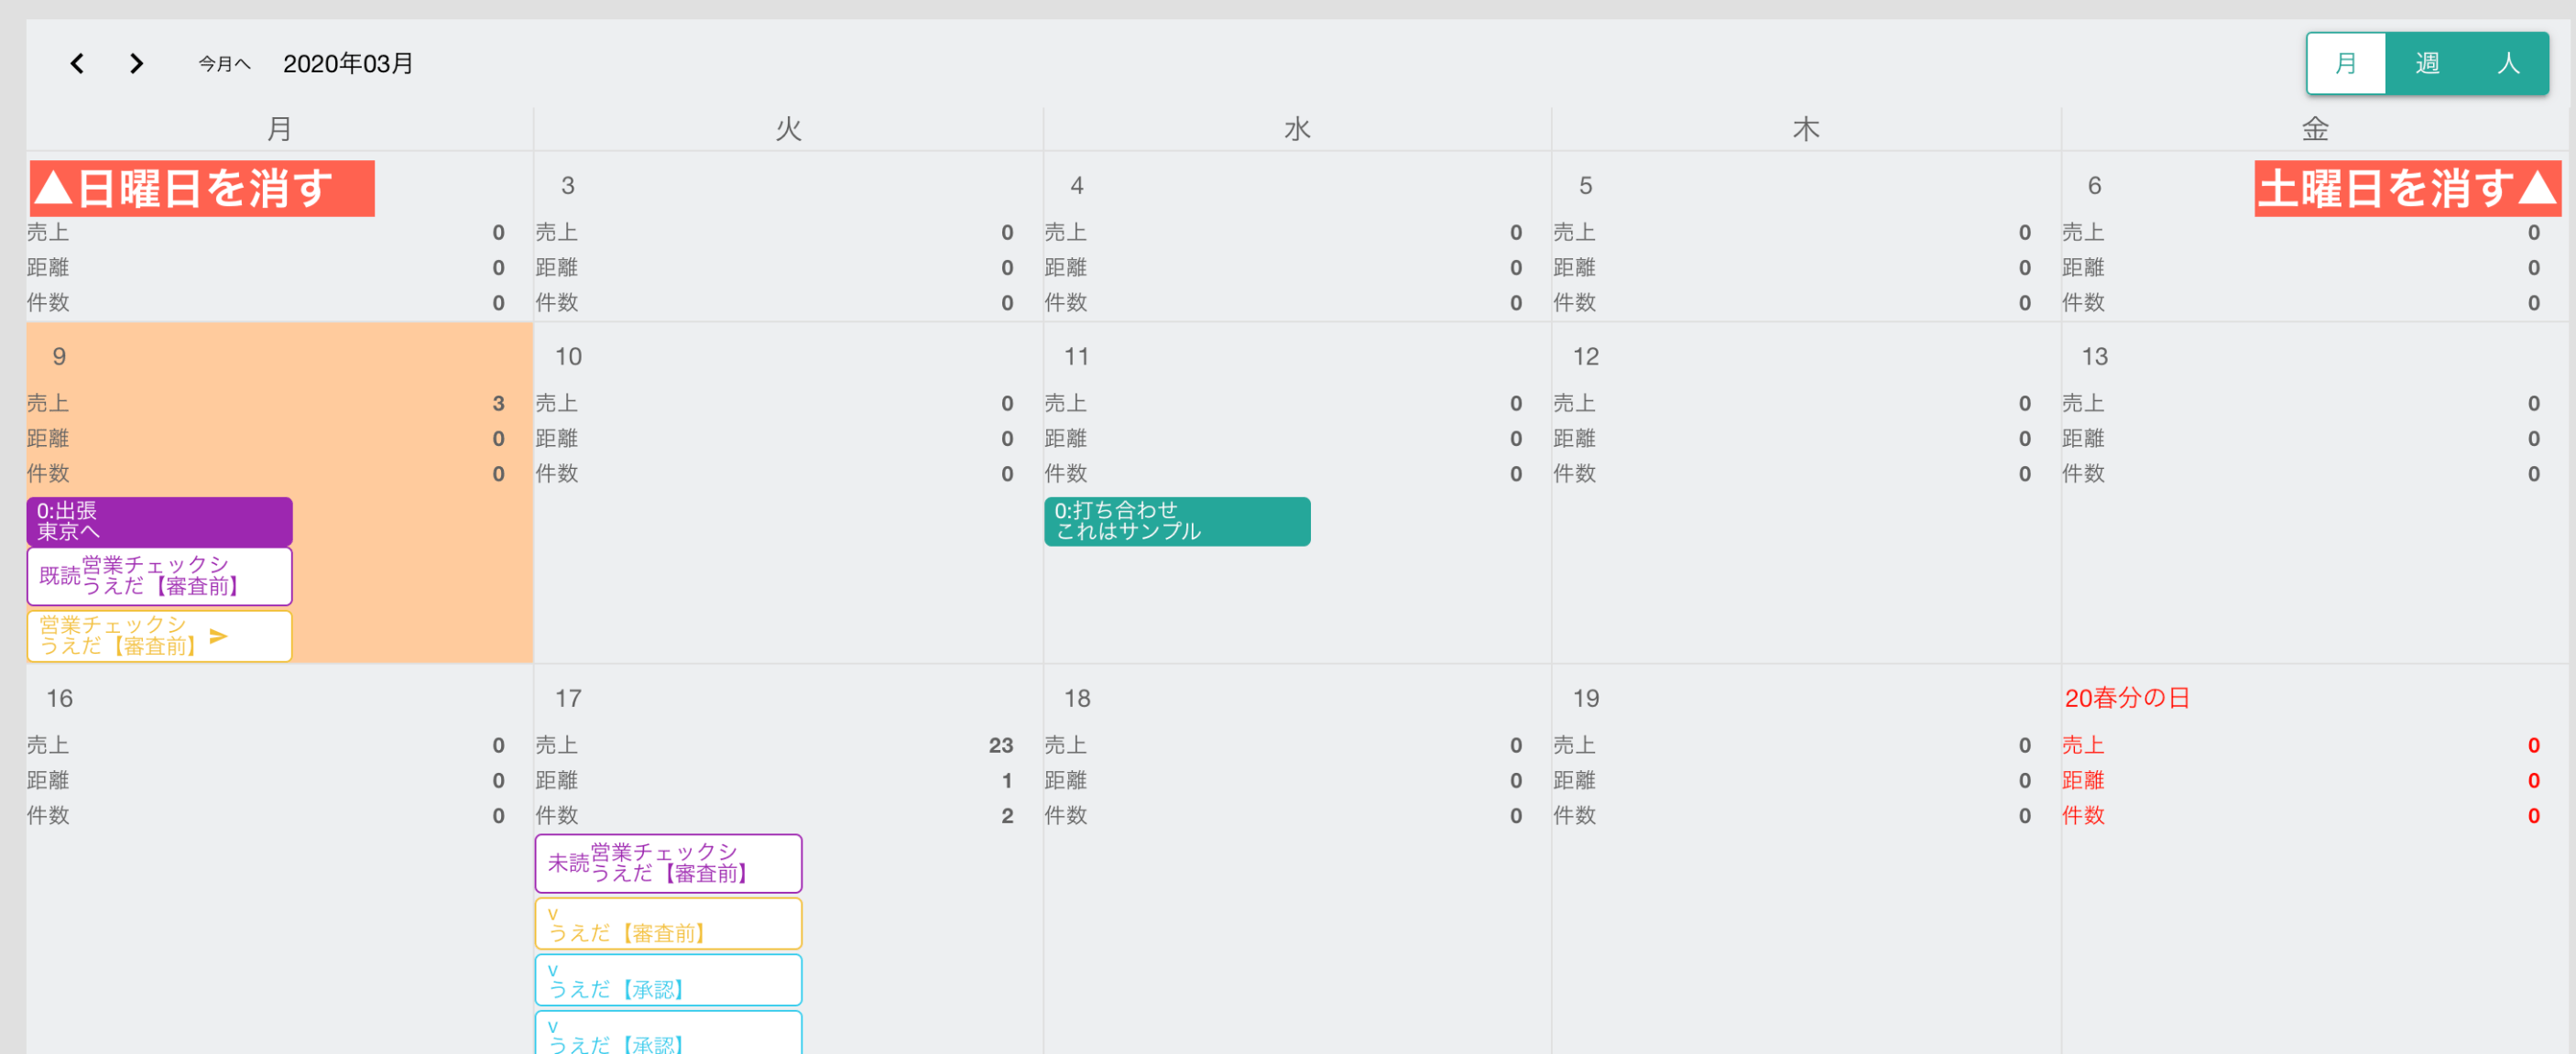 今月へ 2020年03月 月 週 人
月 火 水 木 金
▲日曜日を消す 3 4 5 6 土曜日を消す▲
売上 0 売上 0 売上 0 売上 0 売上 0
距離 0 距離 0 距離 0 距離 0 距離 0
件数 0 件数 0 件数 0 件数 0 件数 0
9 10 11 12 13
売上 3 売上 0 売上 0 売上 0 売上 0
距離 0 距離 0 距離 0 距離 0 距離 0
件数 0 件数 0 件数 0 件数 0 件数 0
0:出張
東京へ
0:打ち合わせ
これはサンプル
既読 営業チェックシ
うえだ【審査前】
営業チェックシ
うえだ【審査前】
16 17 18 19 20春分の日
売上 0 売上 23 売上 0 売上 0 売上 0
距離 0 距離 1 距離 0 距離 0 距離 0
件数 0 件数 2 件数 0 件数 0 件数 0
未読 営業チェックシ
うえだ【審査前】
v
うえだ【審査前】
v
うえだ【承認】
v
うえだ【承認】